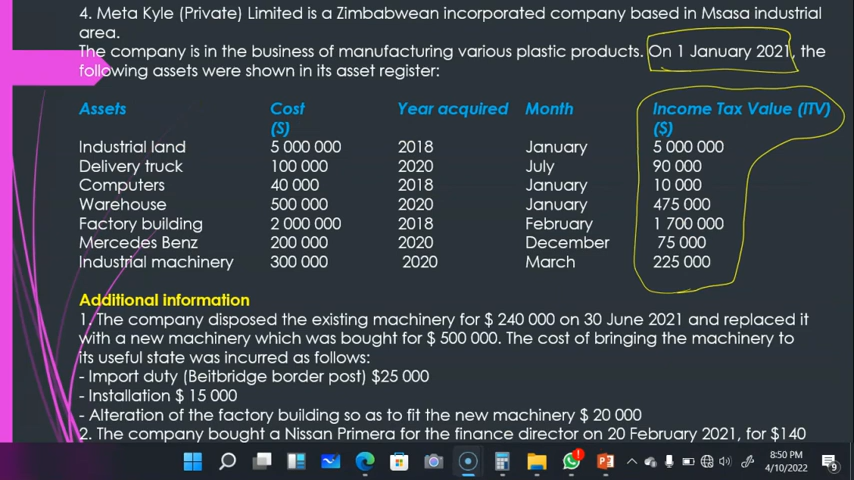 4. Meta Kyle (Private) Limited is a Zimbabwean incorporated company based in Msasa industrial
area.
The company is in the business of manufacturing various plastic products. On 1 January 2021, the
following assets were shown in its asset register:
Assets Cost Year acquired Month Income Tax Value (ITV)
($) ($)
Industrial land 5 000 000 2018 January 5 000 000
Delivery truck 100 000 2020 July 90 000
Computers 40 000 2018 January 10 000
Warehouse 500 000 2020 January 475 000
Factory building 2 000 000 2018 February 1 700 000
Mercedes Benz 200 000 2020 December 75 000
Industrial machinery 300 000 2020 March 225 000
Additional information
1. The company disposed the existing machinery for $ 240 000 on 30 June 2021 and replaced it
with a new machinery which was bought for $ 500 000. The cost of bringing the machinery to
its useful state was incurred as follows:
- Import duty (Beitbridge border post) $25 000
- Installation $ 15 000
- Alteration of the factory building so as to fit the new machinery $ 20 000
2. The company bought a Nissan Primera for the finance director on 20 February 2021, for $140
8:50 PM
4/10/2022